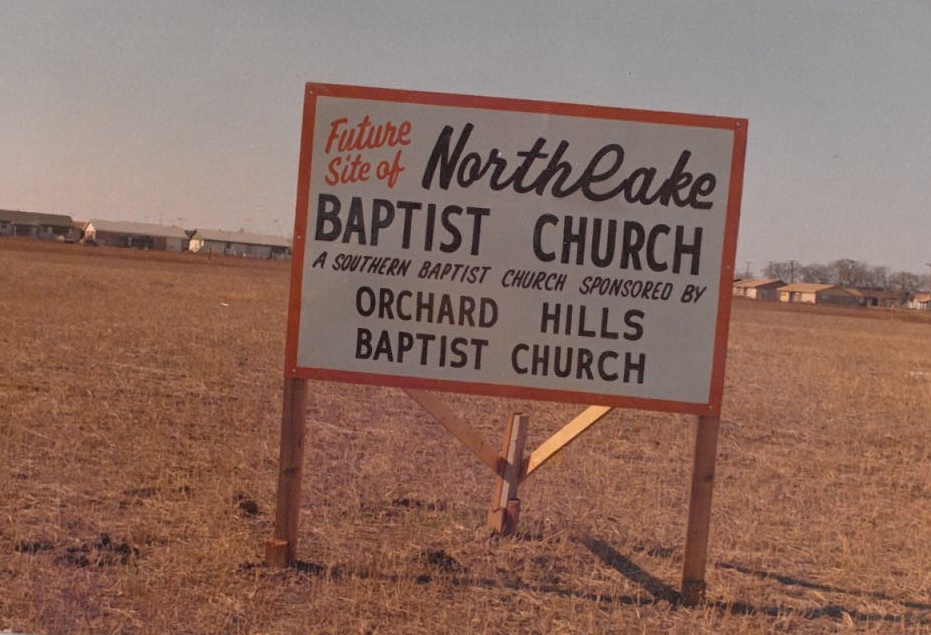 Future
Site of Northlake
BAPTIST CHURCH
A SOUTHERN BAPTIST CHURCH SPONSORED BY
ORCHARD HILLS
BAPTIST CHURCH